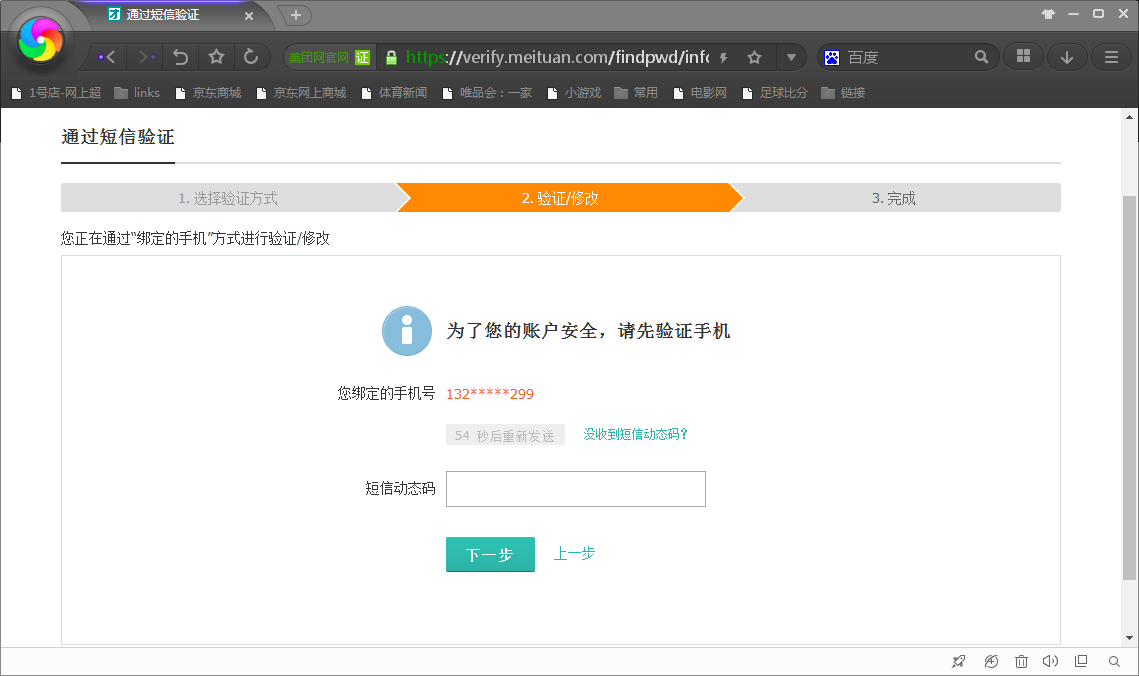 通过短信验证
美团网官网 证 https://verify.meituan.com/findpwd/info
百度
1号店-网上超 links 京东商城 京东网上商城 体育新闻 唯品会：一家 小游戏 常用 电影网 足球比分 链接
通过短信验证
1. 选择验证方式 2. 验证/修改 3. 完成
您正在通过“绑定的手机”方式进行验证/修改
为了您的账户安全，请先验证手机
您绑定的手机号 132*****299
54 秒后重新发送 没收到短信动态码？
短信动态码
下一步 上一步